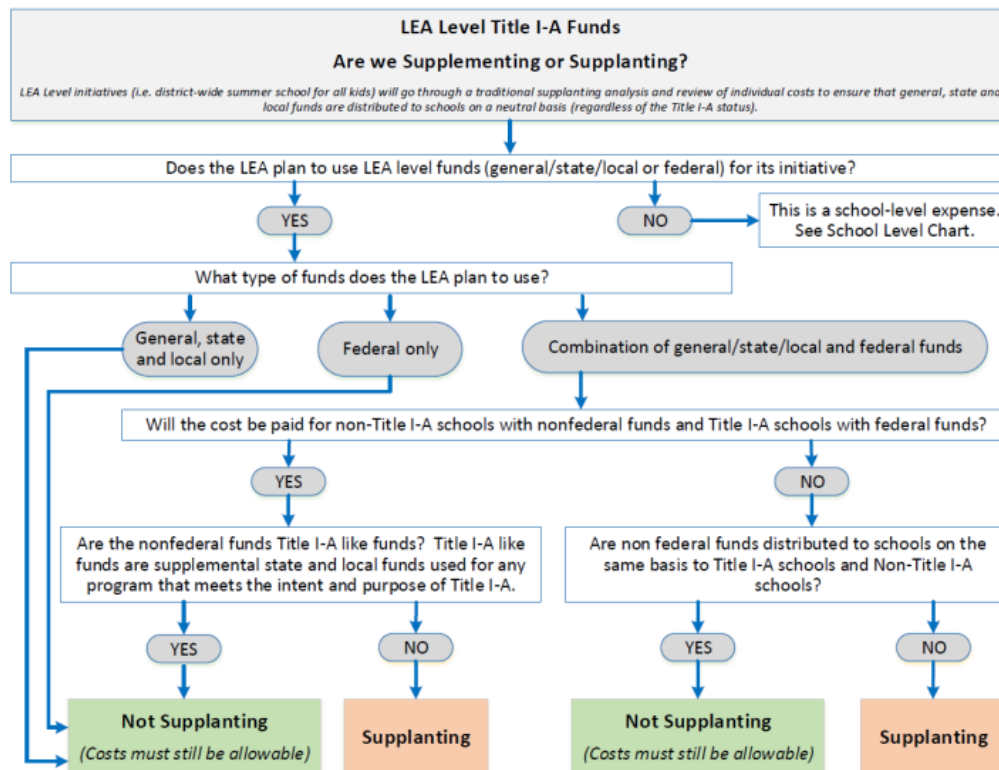 LEA Level Title I-A Funds
Are we Supplementing or Supplanting?
LEA Level initiatives (i.e. district-wide summer school for all kids) will go through a traditional supplanting analysis and review of individual costs to ensure that general, state and
local funds are distributed to schools on a neutral basis (regardless of the Title I-A status).
Does the LEA plan to use LEA level funds (general/state/local or federal) for its initiative?
YES
NO
This is a school-level expense.
See School Level Chart.
What type of funds does the LEA plan to use?
General, state
and local only
Federal only
Combination of general/state/local and federal funds
Will the cost be paid for non-Title I-A schools with nonfederal funds and Title I-A schools with federal funds?
YES
NO
Are the nonfederal funds Title I-A like funds? Title I-A like
funds are supplemental state and local funds used for any
program that meets the intent and purpose of Title I-A.
Are non federal funds distributed to schools on the
same basis to Title I-A schools and Non-Title I-A
schools?
YES
NO
YES
NO
Not Supplanting
(Costs must still be allowable)
Supplanting
Not Supplanting
(Costs must still be allowable)
Supplanting